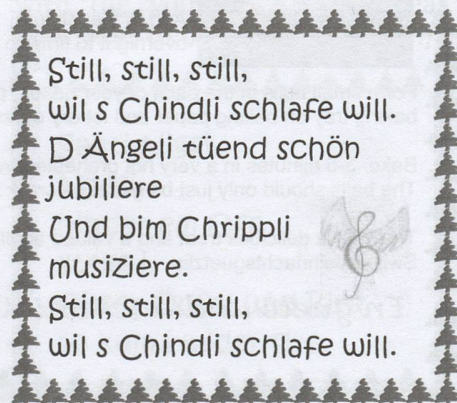 Still, still, still,
wil s Chindli schlafe will.
D Ängeli tüend schön
jubiliere
Und bim Chrippli
musiziere.
Still, still, still,
wil s Chindli schlafe will.